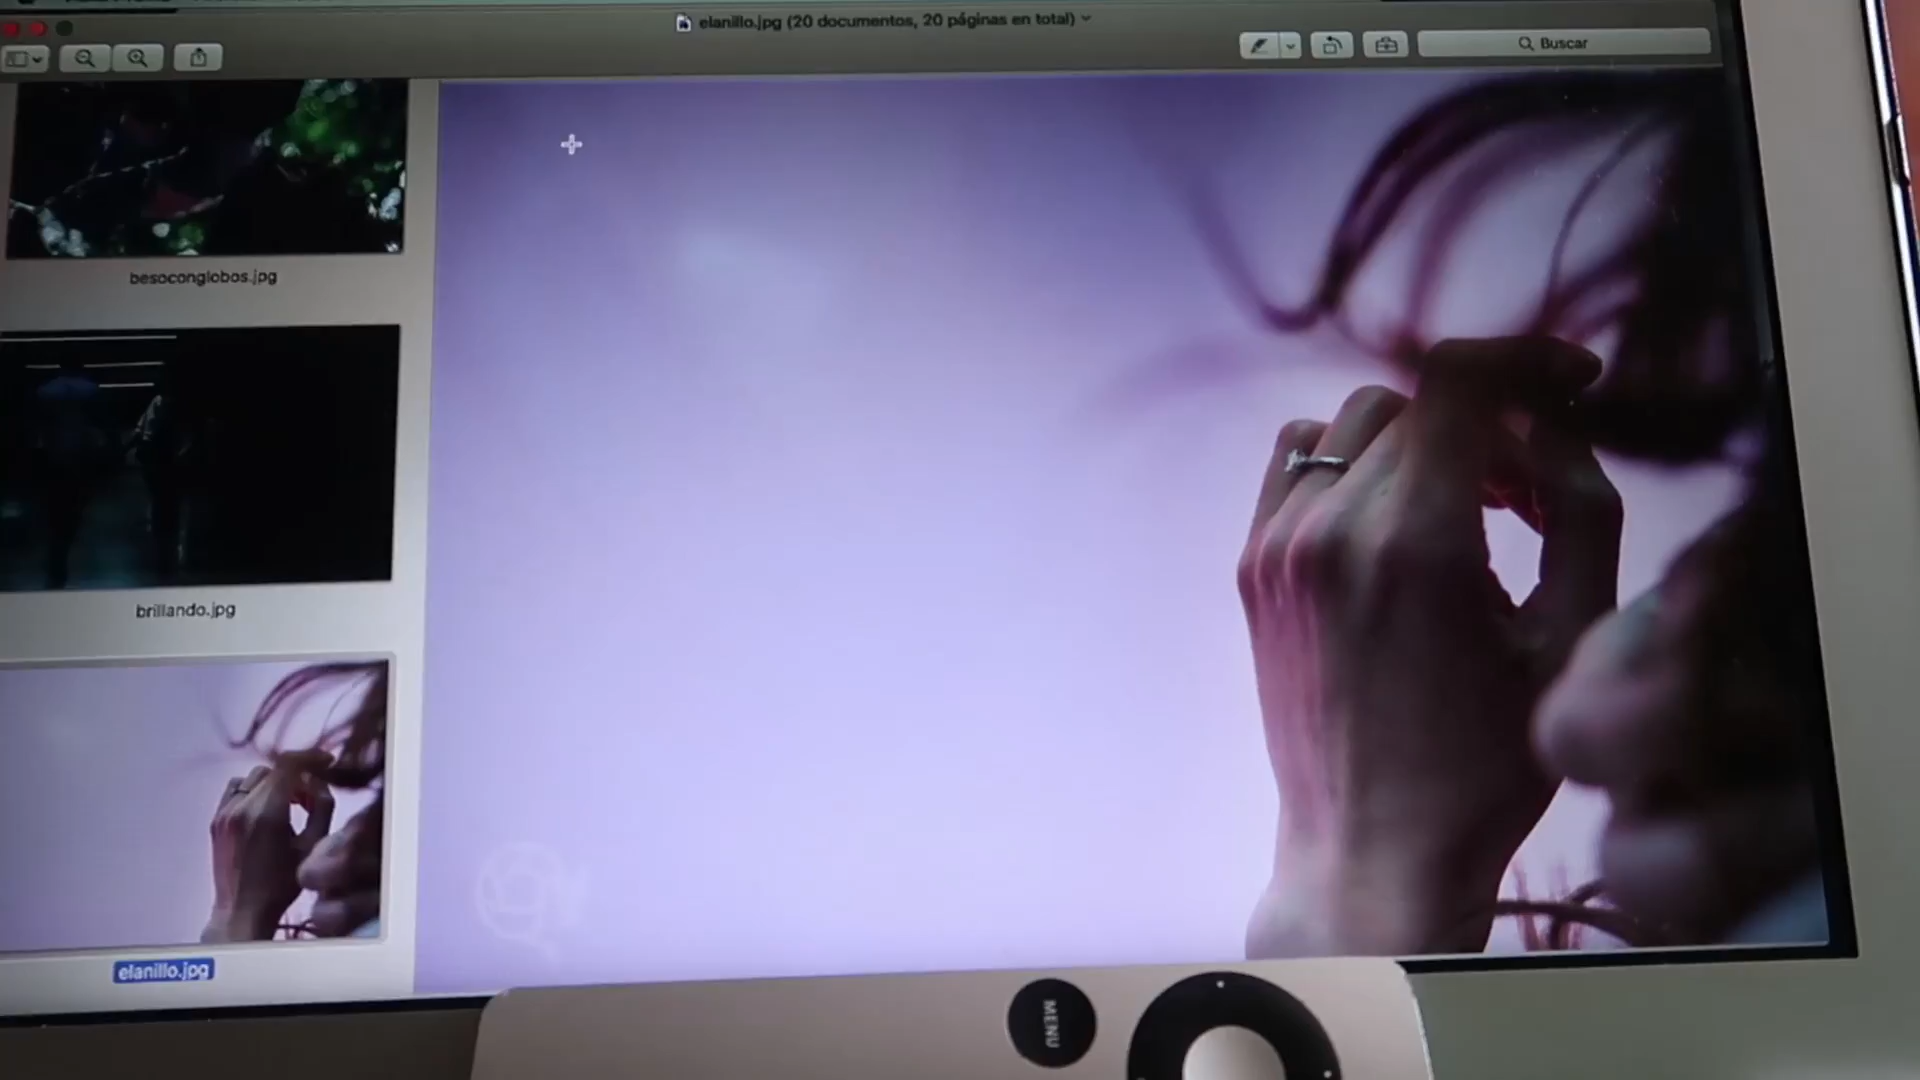 elanillo.jpg (20 documentos, 20 páginas en total)
Buscar
besoconglobos.jpg
brillando.jpg
elanillo.jpg
MENU